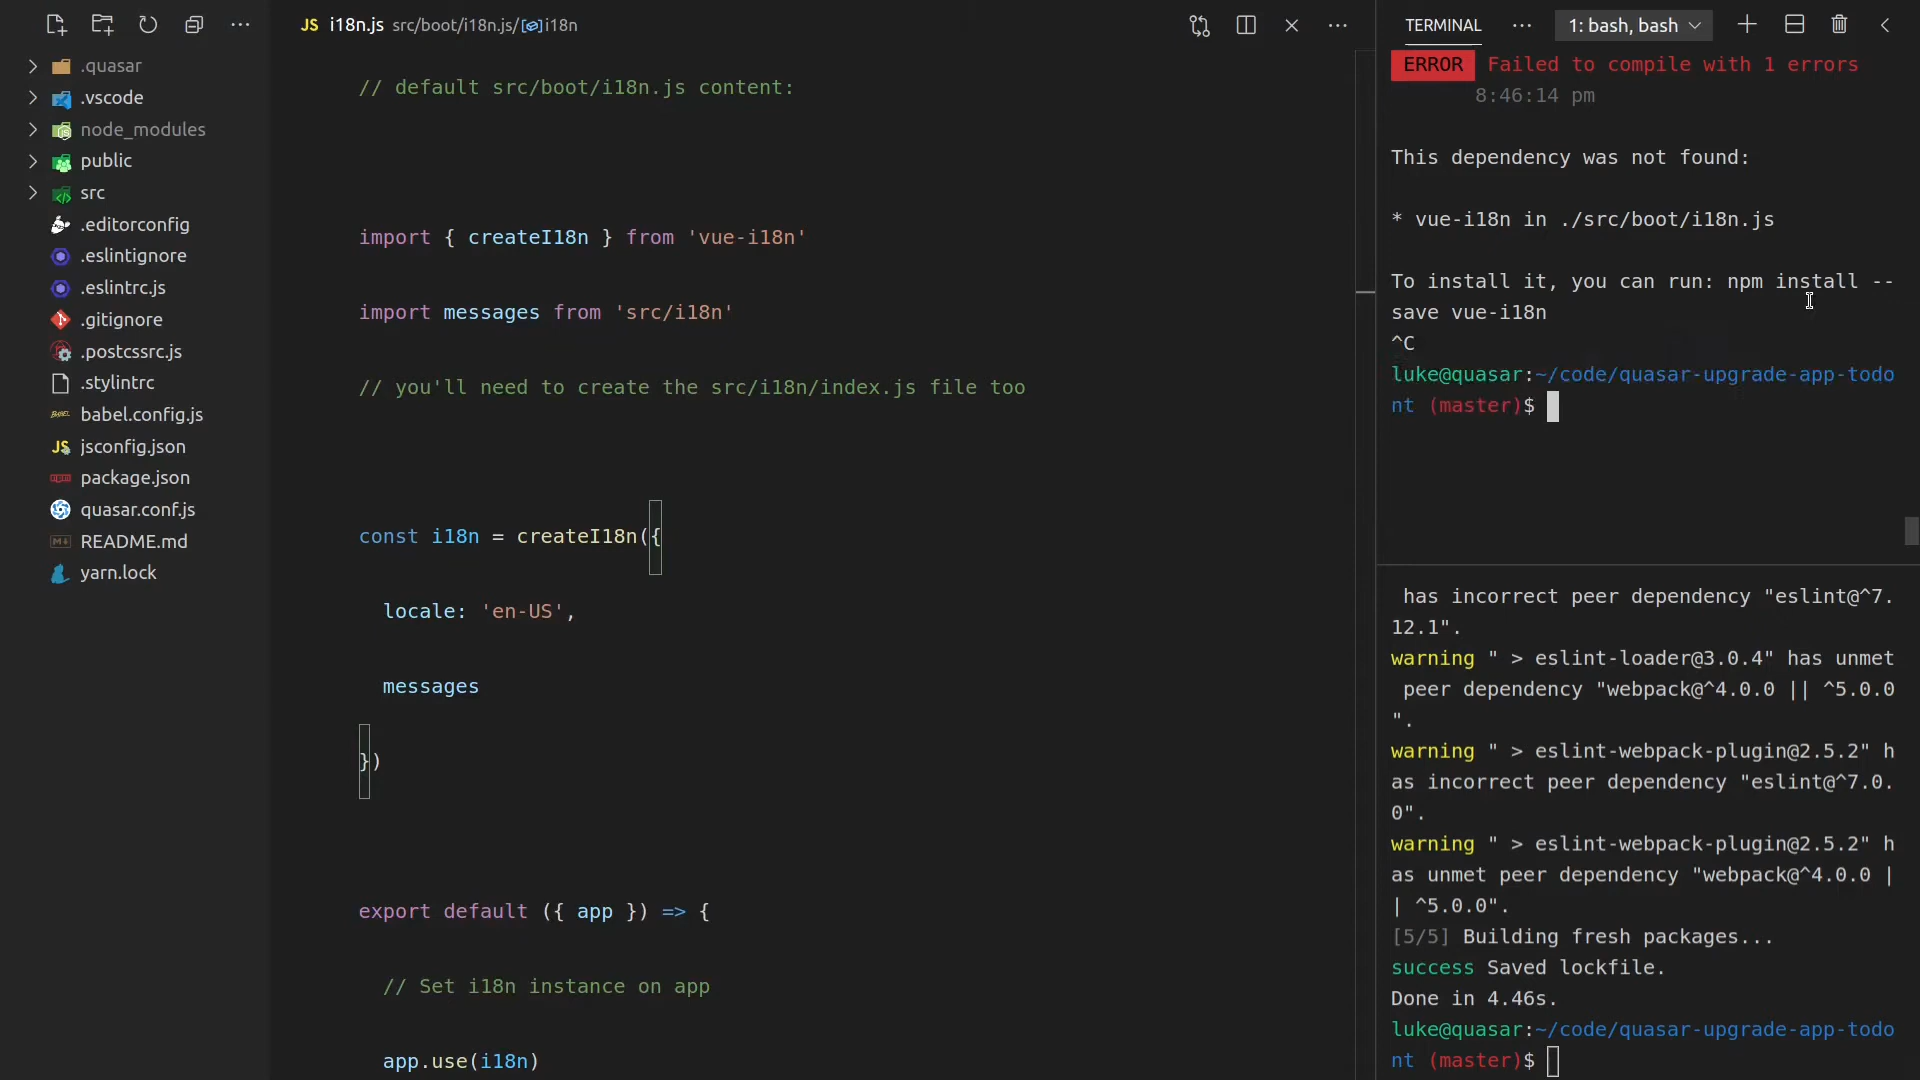 .quasar
.vscode
node_modules
public
src
.editorconfig
.eslintignore
.eslintrc.js
.gitignore
.postcssrc.js
.stylintrc
babel.config.js
JS jsconfig.json
package.json
quasar.conf.js
README.md
yarn.lock
JS i18n.js src/boot/i18n.js/i18n
// default src/boot/i18n.js content:
import { createI18n } from 'vue-i18n'
import messages from 'src/i18n'
// you'll need to create the src/i18n/index.js file too
const i18n = createI18n({
locale: 'en-US',
messages
})
export default ({ app }) => {
// Set i18n instance on app
app.use(i18n)
TERMINAL ··· 1: bash, bash
ERROR Failed to compile with 1 errors
8:46:14 pm
This dependency was not found:
* vue-i18n in ./src/boot/i18n.js
To install it, you can run: npm install --
save vue-i18n
^C
luke@quasar:~/code/quasar-upgrade-app-todo
nt (master)$
has incorrect peer dependency "eslint@^7.
12.1".
warning " > eslint-loader@3.0.4" has unmet
peer dependency "webpack@^4.0.0 || ^5.0.0
".
warning " > eslint-webpack-plugin@2.5.2" h
as incorrect peer dependency "eslint@^7.0.
0".
warning " > eslint-webpack-plugin@2.5.2" h
as unmet peer dependency "webpack@^4.0.0 |
| ^5.0.0".
[5/5] Building fresh packages...
success Saved lockfile.
Done in 4.46s.
luke@quasar:~/code/quasar-upgrade-app-todo
nt (master)$